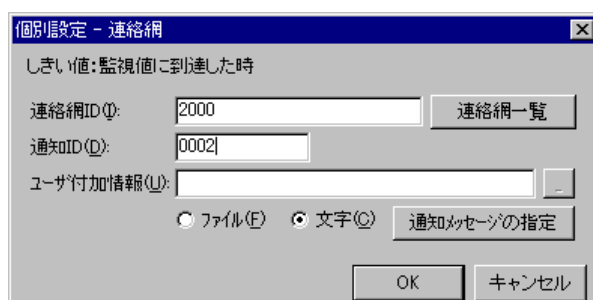 個別設定 - 連絡網
しきい値:監視値に到達した時
連絡網ID(I): 2000 連絡網一覧
通知ID(D): 0002
ユーザ付加情報(U): _
ファイル(F) 文字(C) 通知メッセージの指定
OK キャンセル